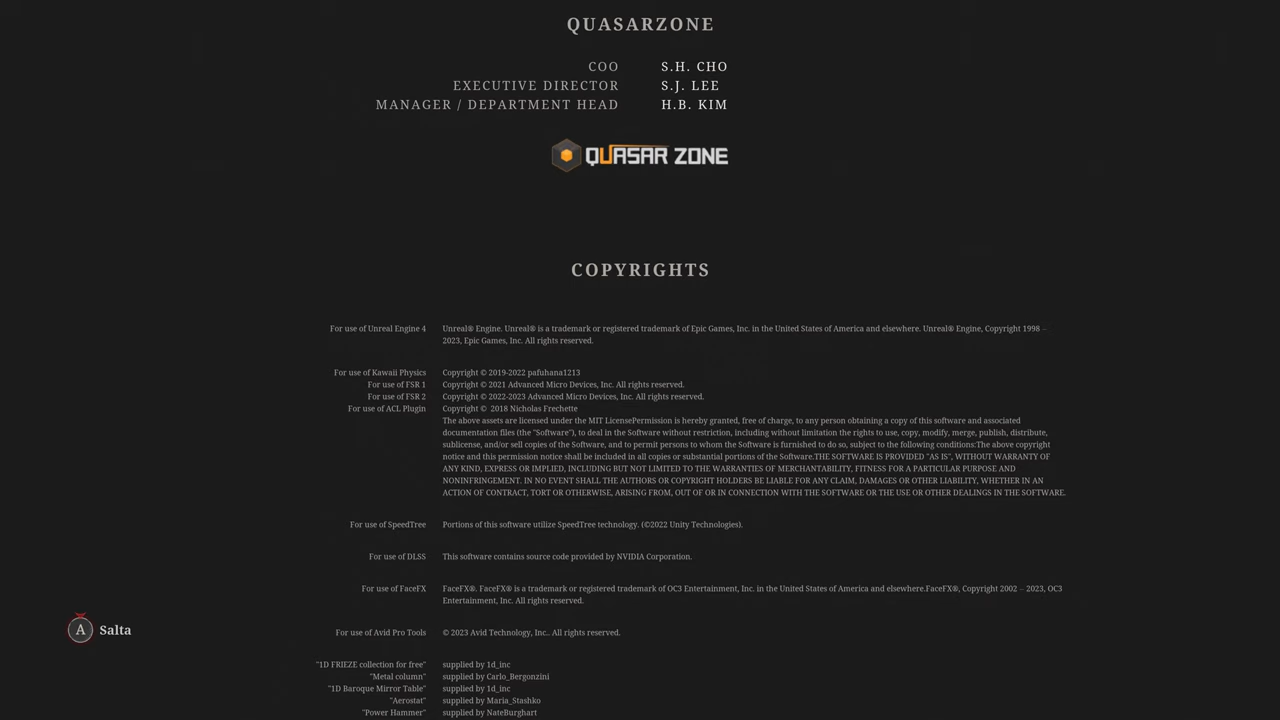 QUASARZONE
COO S.H. CHO
EXECUTIVE DIRECTOR S.J. LEE
MANAGER / DEPARTMENT HEAD H.B. KIM
QUASAR ZONE
COPYRIGHTS
For use of Unreal Engine 4 Unreal® Engine. Unreal® is a trademark or registered trademark of Epic Games, Inc. in the United States of America and elsewhere. Unreal® Engine, Copyright 1998 –
2023, Epic Games, Inc. All rights reserved.
For use of Kawaii Physics Copyright © 2019-2022 pafuhana1213
For use of FSR 1 Copyright © 2021 Advanced Micro Devices, Inc. All rights reserved.
For use of FSR 2 Copyright © 2022-2023 Advanced Micro Devices, Inc. All rights reserved.
For use of ACL Plugin Copyright © 2018 Nicholas Frechette
The above assets are licensed under the MIT LicensePermission is hereby granted, free of charge, to any person obtaining a copy of this software and associated
documentation files (the "Software"), to deal in the Software without restriction, including without limitation the rights to use, copy, modify, merge, publish, distribute,
sublicense, and/or sell copies of the Software, and to permit persons to whom the Software is furnished to do so, subject to the following conditions:The above copyright
notice and this permission notice shall be included in all copies or substantial portions of the Software.THE SOFTWARE IS PROVIDED "AS IS", WITHOUT WARRANTY OF
ANY KIND, EXPRESS OR IMPLIED, INCLUDING BUT NOT LIMITED TO THE WARRANTIES OF MERCHANTABILITY, FITNESS FOR A PARTICULAR PURPOSE AND
NONINFRINGEMENT. IN NO EVENT SHALL THE AUTHORS OR COPYRIGHT HOLDERS BE LIABLE FOR ANY CLAIM, DAMAGES OR OTHER LIABILITY, WHETHER IN AN
ACTION OF CONTRACT, TORT OR OTHERWISE, ARISING FROM, OUT OF OR IN CONNECTION WITH THE SOFTWARE OR THE USE OR OTHER DEALINGS IN THE SOFTWARE.
For use of SpeedTree Portions of this software utilize SpeedTree technology. (©2022 Unity Technologies).
For use of DLSS This software contains source code provided by NVIDIA Corporation.
For use of FaceFX FaceFX®. FaceFX® is a trademark or registered trademark of OC3 Entertainment, Inc. in the United States of America and elsewhere.FaceFX®, Copyright 2002 – 2023, OC3
Entertainment, Inc. All rights reserved.
A Salta
For use of Avid Pro Tools © 2023 Avid Technology, Inc.. All rights reserved.
"1D FRIEZE collection for free" supplied by 1d_inc
"Metal column" supplied by Carlo_Bergonzini
"1D Baroque Mirror Table" supplied by 1d_inc
"Aerostat" supplied by Maria_Stashko
"Power Hammer" supplied by NateBurghart